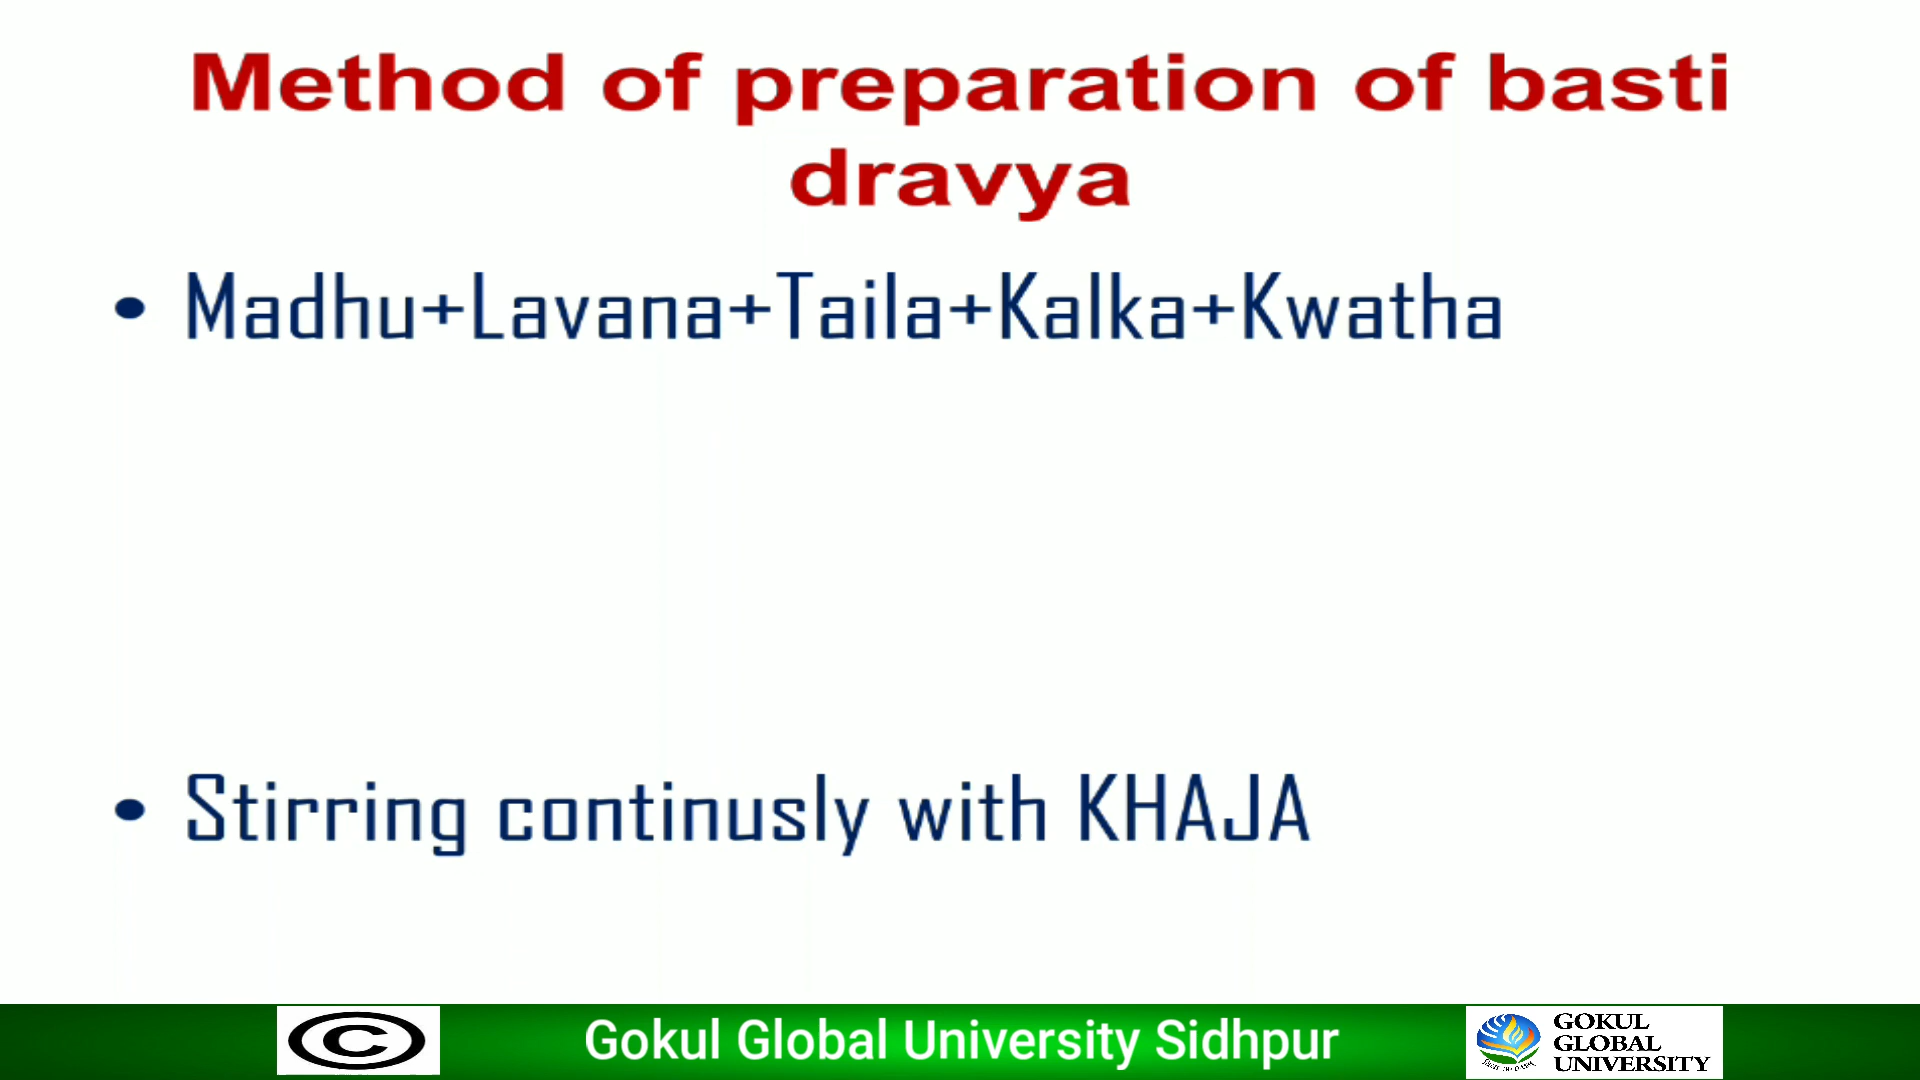 Method of preparation of basti
dravya
• Madhu+Lavana+Taila+Kalka+Kwatha
• Stirring continusly with KHAJA
©
Gokul Global University Sidhpur
GOKUL
GLOBAL
UNIVERSITY